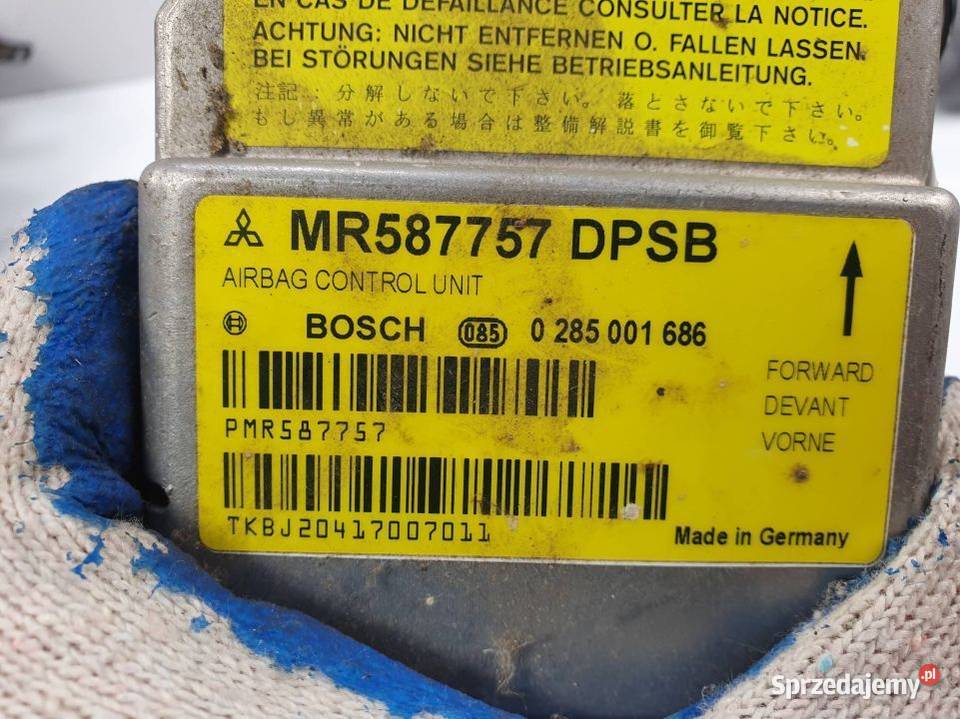 EN CAS DE DÉFAILLANCE CONSULTER LA NOTICE.
ACHTUNG: NICHT ENTFERNEN O. FALLEN LASSEN.
BEI STÖRUNGEN SIEHE BETRIEBSANLEITUNG.
注記：分解しないで下さい。落とさないで下さい。
もし異常がある場合は整備解説書を御覧下さい。
MR587757 DPSB
AIRBAG CONTROL UNIT
BOSCH 085 0 285 001 686
FORWARD
DEVANT
VORNE
PMR587757
TKBJ20417007011
Made in Germany
Sprzedajemy.pl